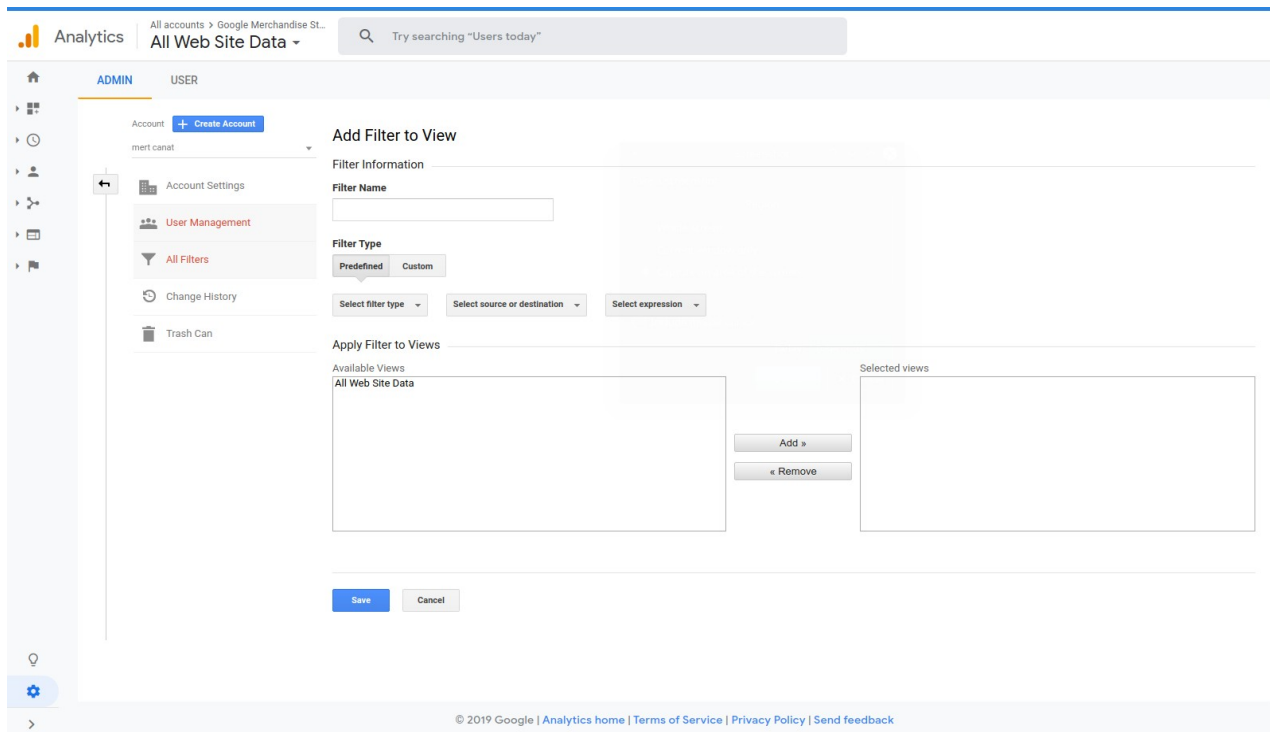 All accounts > Google Merchandise St...
Analytics
All Web Site Data
Try searching "Users today"
ADMIN USER
Account + Create Account
mert canat
Account Settings
User Management
All Filters
Change History
Trash Can
Add Filter to View
Filter Information
Filter Name
Filter Type
Predefined Custom
Select filter type Select source or destination Select expression
Apply Filter to Views
Available Views Selected views
All Web Site Data
Add »
« Remove
Save Cancel
© 2019 Google | Analytics home | Terms of Service | Privacy Policy | Send feedback